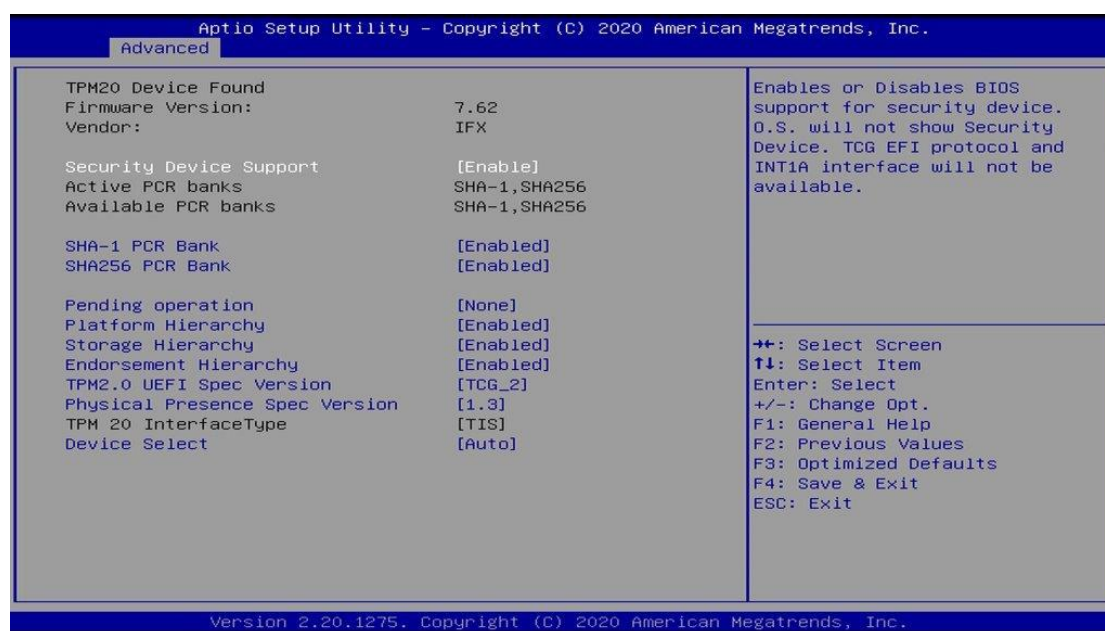 Aptio Setup Utility – Copyright (C) 2020 American Megatrends, Inc.
Advanced
TPM20 Device Found
Firmware Version: 7.62
Vendor: IFX
Security Device Support [Enable]
Active PCR banks SHA-1,SHA256
Available PCR banks SHA-1,SHA256
SHA-1 PCR Bank [Enabled]
SHA256 PCR Bank [Enabled]
Pending operation [None]
Platform Hierarchy [Enabled]
Storage Hierarchy [Enabled]
Endorsement Hierarchy [Enabled]
TPM2.0 UEFI Spec Version [TCG_2]
Physical Presence Spec Version [1.3]
TPM 20 InterfaceType [TIS]
Device Select [Auto]
Enables or Disables BIOS
support for security device.
O.S. will not show Security
Device. TCG EFI protocol and
INT1A interface will not be
available.
→←: Select Screen
↑↓: Select Item
Enter: Select
+/-: Change Opt.
F1: General Help
F2: Previous Values
F3: Optimized Defaults
F4: Save & Exit
ESC: Exit
Version 2.20.1275. Copyright (C) 2020 American Megatrends, Inc.